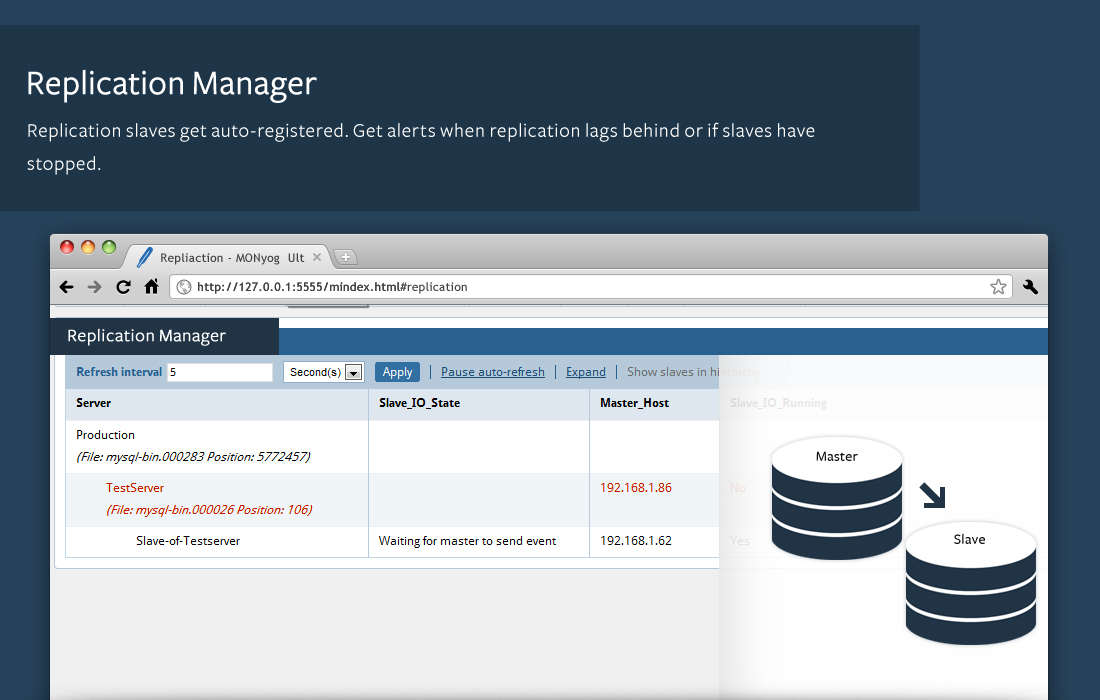 Replication Manager
Replication slaves get auto-registered. Get alerts when replication lags behind or if slaves have
stopped.
Repliaction - MONyog Ult
http://127.0.0.1:5555/mindex.html#replication
Replication Manager
Refresh interval 5 Second(s) Apply | Pause auto-refresh | Expand | Show slaves in hierarchy
Server Slave_IO_State Master_Host Slave_IO_Running
Production
(File: mysql-bin.000283 Position: 5772457)
TestServer 192.168.1.86 No
(File: mysql-bin.000026 Position: 106)
Slave-of-Testserver Waiting for master to send event 192.168.1.62 Yes
Master
Slave